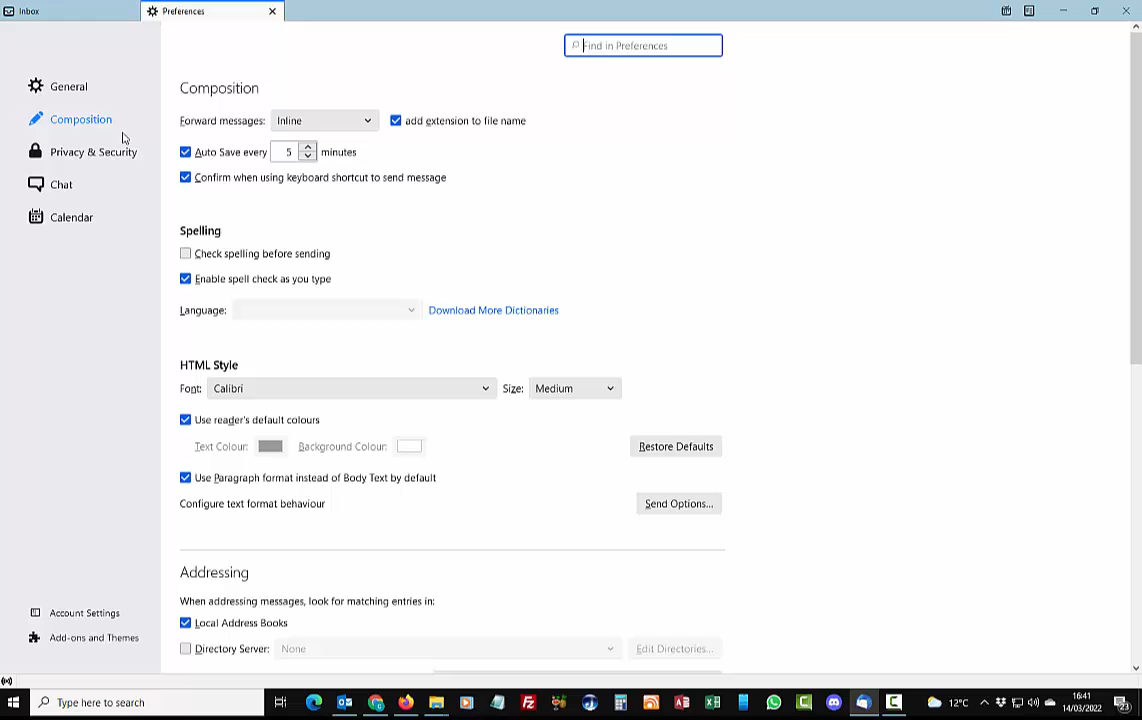 Inbox
Preferences
Find in Preferences
General
Composition
Privacy & Security
Chat
Calendar
Composition
Forward messages: Inline add extension to file name
Auto Save every 5 minutes
Confirm when using keyboard shortcut to send message
Spelling
Check spelling before sending
Enable spell check as you type
Language: Download More Dictionaries
HTML Style
Font: Calibri Size: Medium
Use reader's default colours
Text Colour: Background Colour: Restore Defaults
Use Paragraph format instead of Body Text by default
Configure text format behaviour Send Options...
Addressing
When addressing messages, look for matching entries in:
Local Address Books
Directory Server: None Edit Directories...
Account Settings
Add-ons and Themes
Type here to search
12°C
16:41
14/03/2022
23